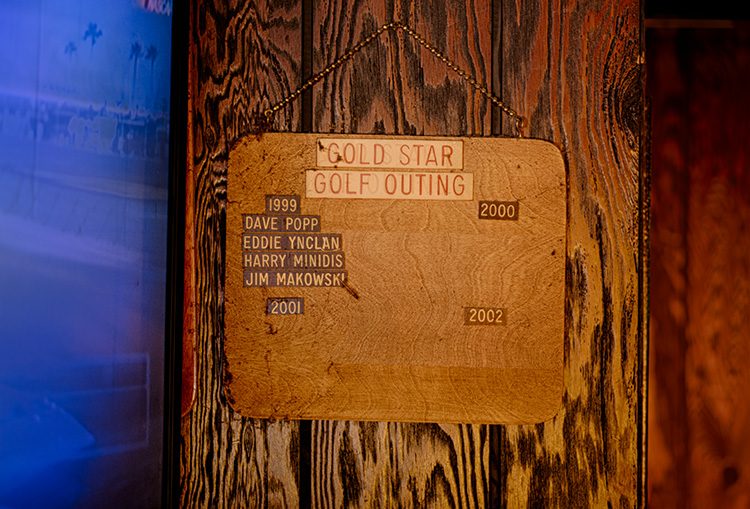 GOLD STAR
GOLF OUTING
1999
DAVE POPP
EDDIE YNCLAN
HARRY MINIDIS
JIM MAKOWSKI
2000
2001
2002